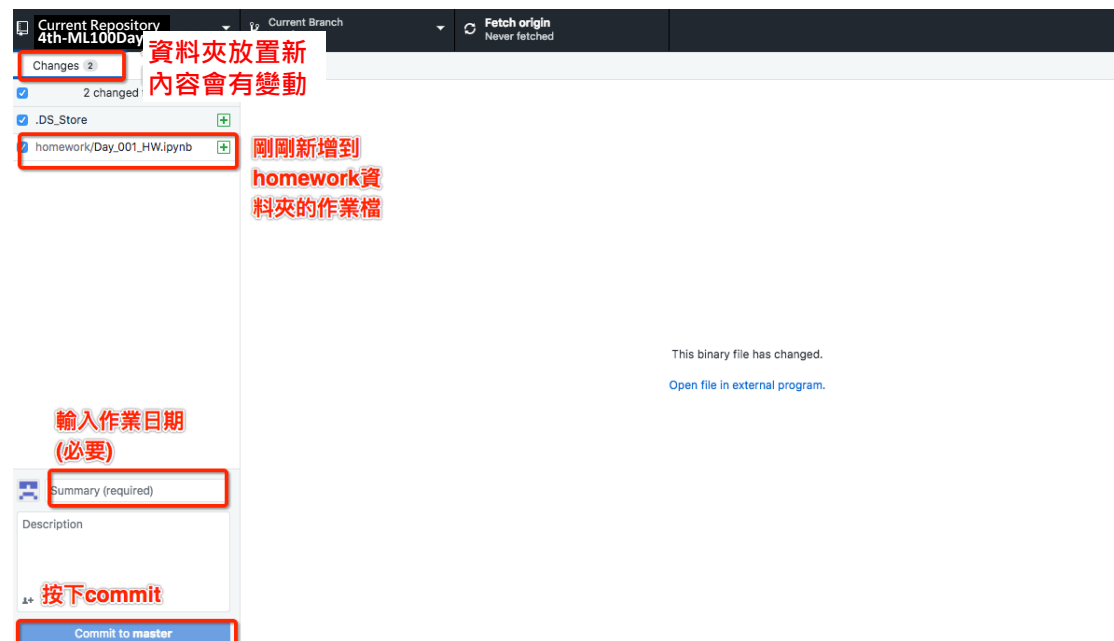 Current Repository
4th-ML100Day
Current Branch
Fetch origin
Never fetched
資料夾放置新
內容會有變動
Changes 2
2 changed
.DS_Store
homework/Day_001_HW.ipynb
剛剛新增到
homework資
料夾的作業檔
This binary file has changed.
Open file in external program.
輸入作業日期
(必要)
Summary (required)
Description
按下commit
Commit to master